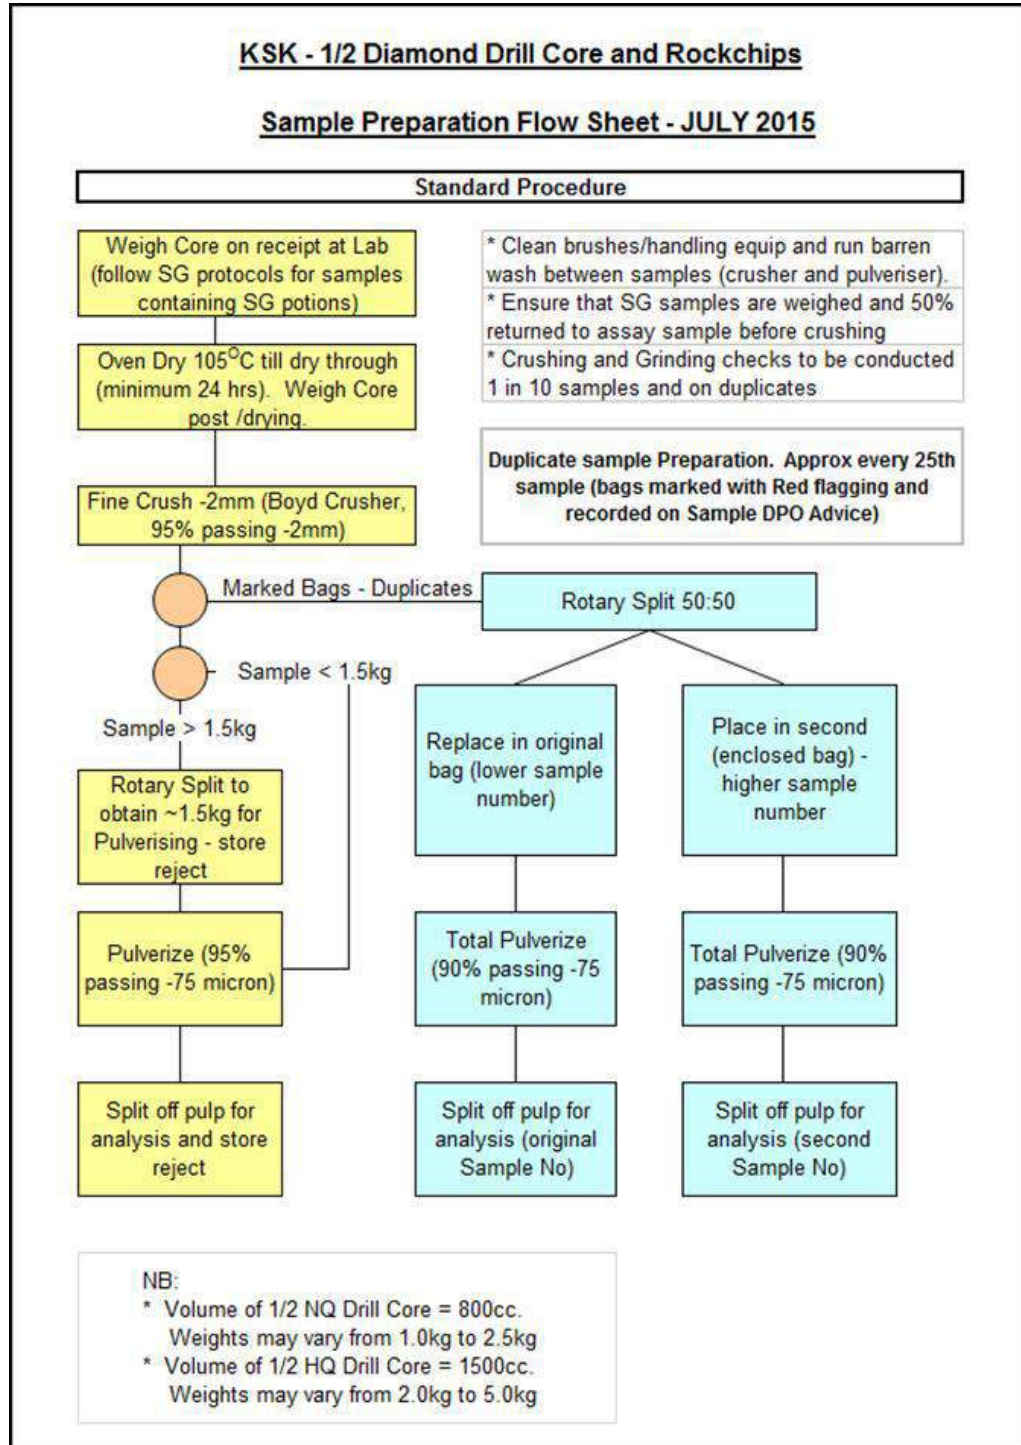 KSK - 1/2 Diamond Drill Core and Rockchips
Sample Preparation Flow Sheet - JULY 2015
Standard Procedure
Weigh Core on receipt at Lab
(follow SG protocols for samples
containing SG potions)
* Clean brushes/handling equip and run barren
wash between samples (crusher and pulveriser).
* Ensure that SG samples are weighed and 50%
returned to assay sample before crushing
* Crushing and Grinding checks to be conducted
1 in 10 samples and on duplicates
Oven Dry 105°C till dry through
(minimum 24 hrs). Weigh Core
post /drying.
Duplicate sample Preparation. Approx every 25th
sample (bags marked with Red flagging and
recorded on Sample DPO Advice)
Fine Crush -2mm (Boyd Crusher,
95% passing -2mm)
Marked Bags - Duplicates
Rotary Split 50:50
Sample < 1.5kg
Sample > 1.5kg
Rotary Split to
obtain ~1.5kg for
Pulverising - store
reject
Replace in original
bag (lower sample
number)
Place in second
(enclosed bag) -
higher sample
number
Pulverize (95%
passing -75 micron)
Total Pulverize
(90% passing -75
micron)
Total Pulverize (90%
passing -75 micron)
Split off pulp for
analysis and store
reject
Split off pulp for
analysis (original
Sample No)
Split off pulp for
analysis (second
Sample No)
NB:
* Volume of 1/2 NQ Drill Core = 800cc.
Weights may vary from 1.0kg to 2.5kg
* Volume of 1/2 HQ Drill Core = 1500cc.
Weights may vary from 2.0kg to 5.0kg